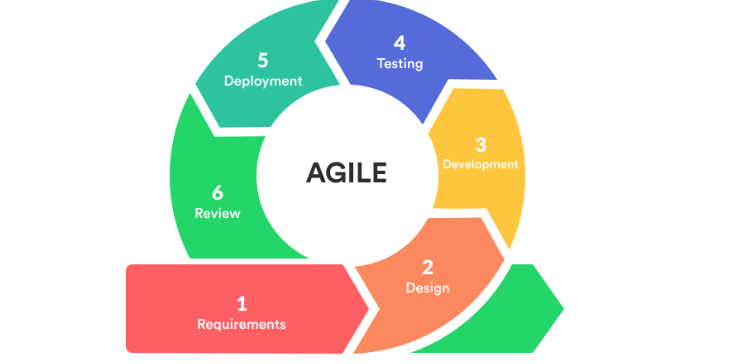 5
Deployment
4
Testing
3
Development
AGILE
6
Review
2
Design
1
Requirements